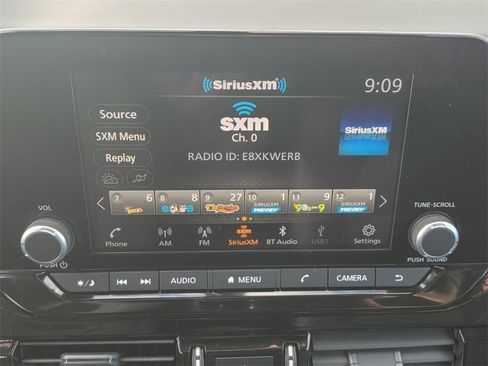 SiriusXM
9:09
Source
sxm
SXM Menu
Ch. 0
SiriusXM
Replay
RADIO ID: E8XKWERB
7 6
8 8
9 27
10
11 9
12 1
SIRIUSXM PREVIEW
SIRIUSXM PREVIEW
VOL
TUNE·SCROLL
Phone
AM
FM
SiriusXM
BT Audio
USB1
Settings
PUSH
PUSH SOUND
AUDIO
MENU
CAMERA